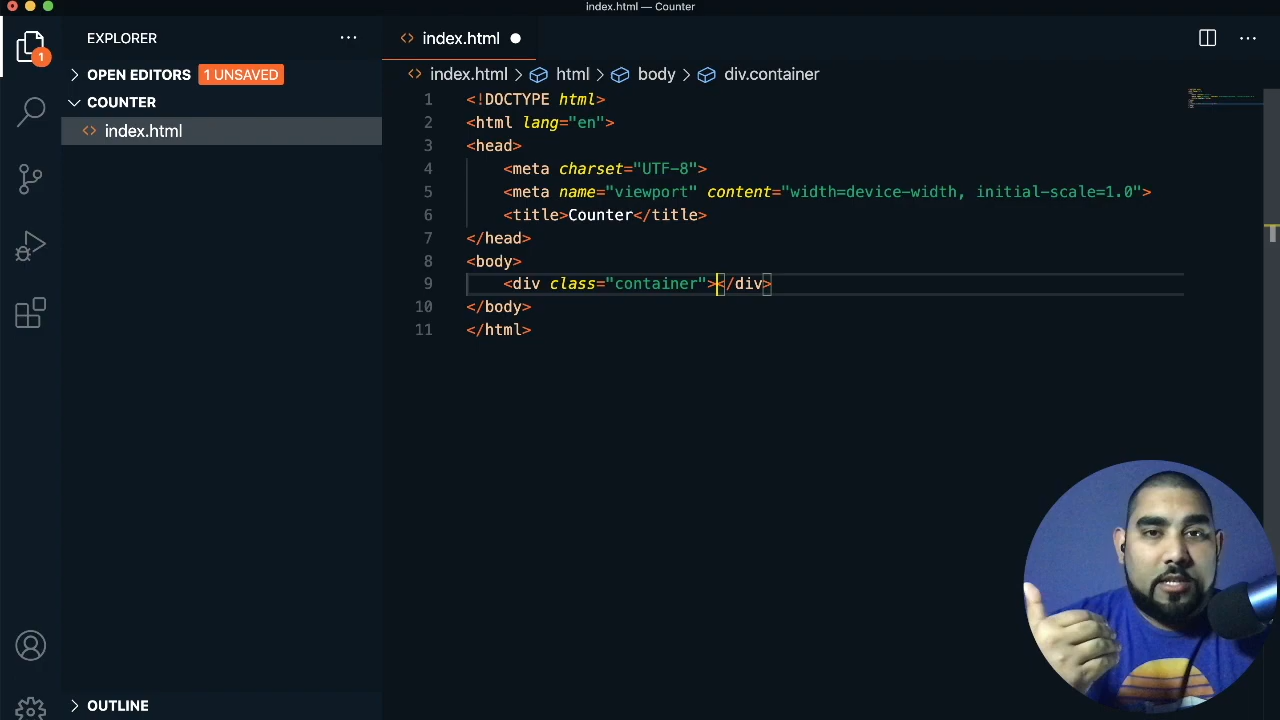 index.html — Counter
EXPLORER
index.html
1
OPEN EDITORS 1 UNSAVED
index.html > html > body > div.container
COUNTER
index.html
1 <!DOCTYPE html>
2 <html lang="en">
3 <head>
4 <meta charset="UTF-8">
5 <meta name="viewport" content="width=device-width, initial-scale=1.0">
6 <title>Counter</title>
7 </head>
8 <body>
9 <div class="container"></div>
10 </body>
11 </html>
OUTLINE